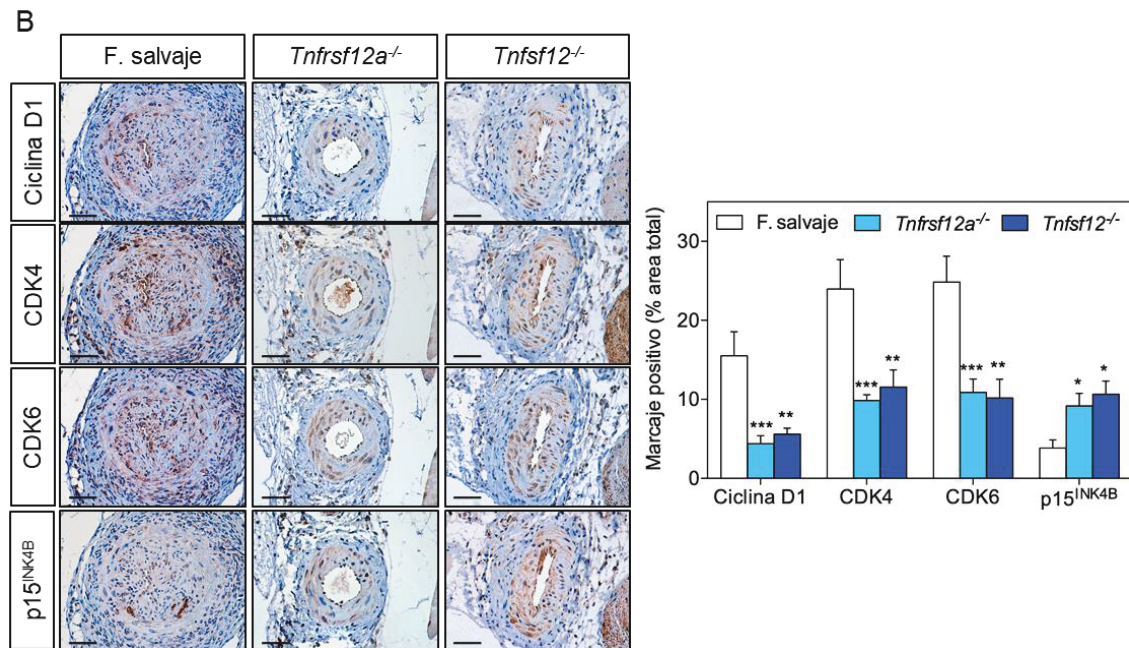 B
F. salvaje
Tnfrsf12a-/-
Tnfsf12-/-
Ciclina D1
CDK4
CDK6
p15INK4B
F. salvaje Tnfrsf12a-/- Tnfsf12-/-
Marcaje positivo (% area total)
30
20
10
0
*** **
*** **
*** **
* *
Ciclina D1 CDK4 CDK6 p15INK4B